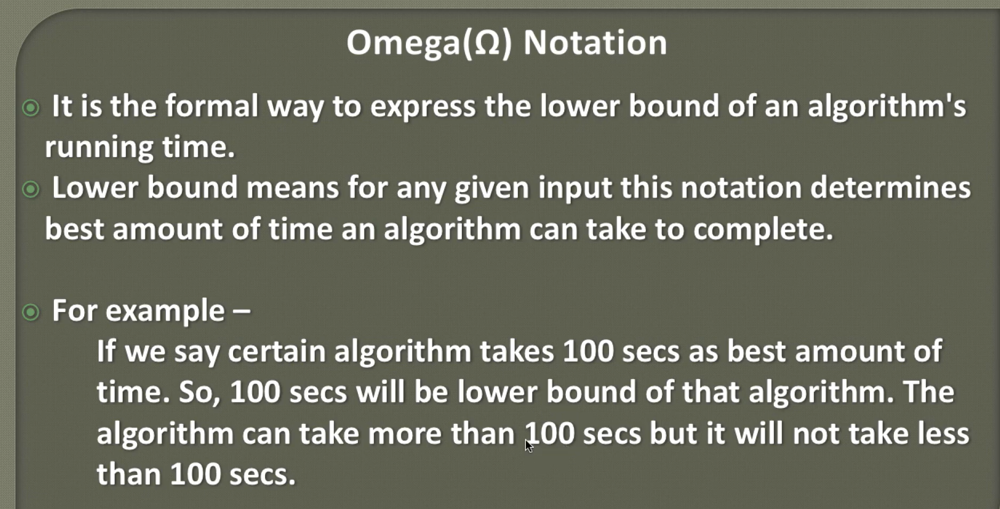 Omega(Ω) Notation
It is the formal way to express the lower bound of an algorithm's
running time.
Lower bound means for any given input this notation determines
best amount of time an algorithm can take to complete.
For example –
If we say certain algorithm takes 100 secs as best amount of
time. So, 100 secs will be lower bound of that algorithm. The
algorithm can take more than 100 secs but it will not take less
than 100 secs.